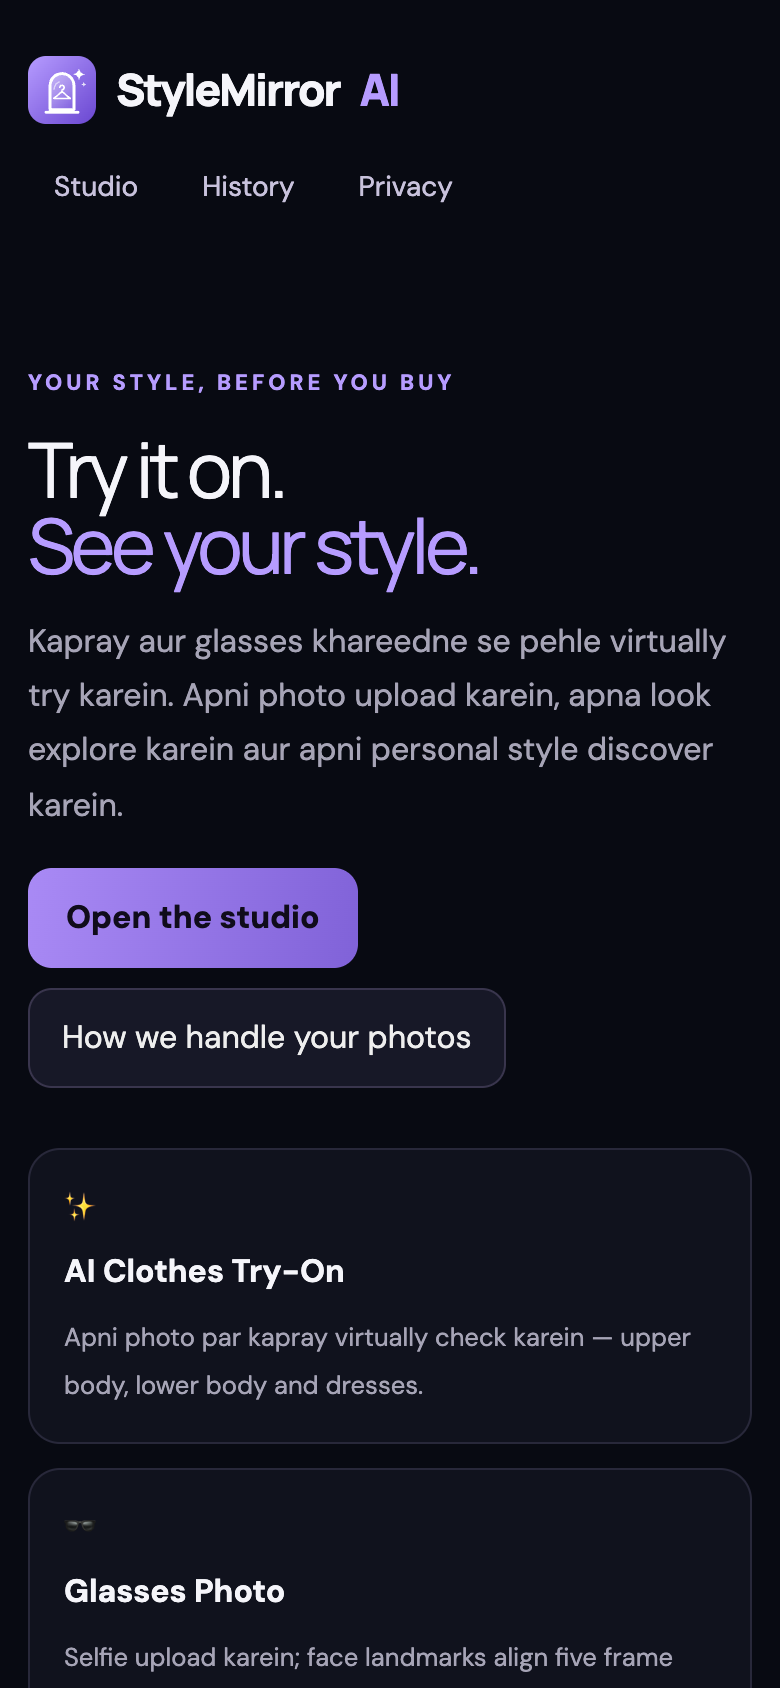 StyleMirror AI
Studio History Privacy
YOUR STYLE, BEFORE YOU BUY
Try it on.
See your style.
Kapray aur glasses khareedne se pehle virtually
try karein. Apni photo upload karein, apna look
explore karein aur apni personal style discover
karein.
Open the studio
How we handle your photos
AI Clothes Try-On
Apni photo par kapray virtually check karein — upper
body, lower body and dresses.
Glasses Photo
Selfie upload karein; face landmarks align five frame